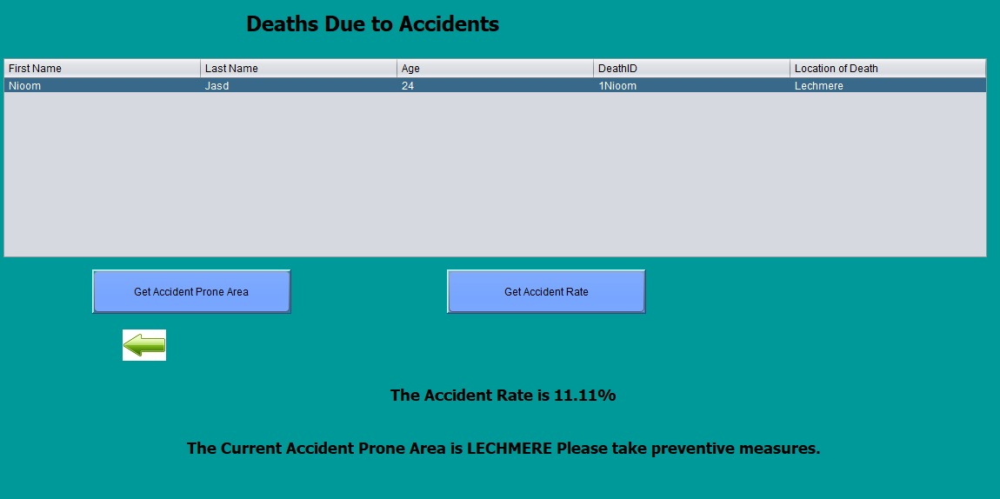 Deaths Due to Accidents
First Name Last Name Age DeathID Location of Death
Nioom Jasd 24 1Nioom Lechmere
Get Accident Prone Area Get Accident Rate
The Accident Rate is 11.11%
The Current Accident Prone Area is LECHMERE Please take preventive measures.